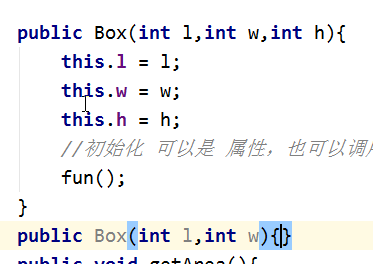 public Box(int l,int w,int h){
this.l = l;
this.w = w;
this.h = h;
//初始化 可以是 属性，也可以调
fun();
}
public Box(int l,int w){}
public void getArea(){